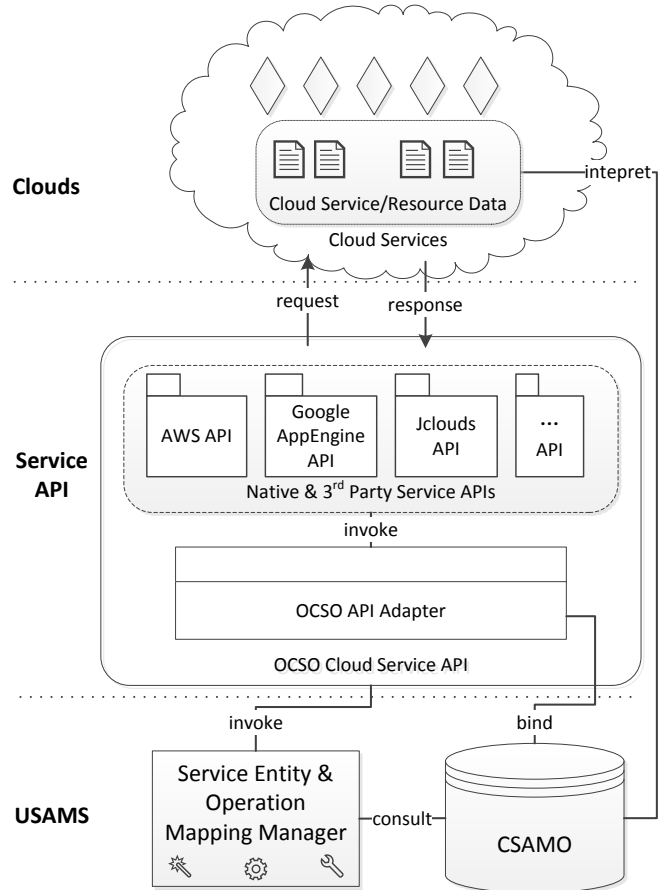 Clouds
intepret
Cloud Service/Resource Data
Cloud Services
request
response
Service
API
AWS API
Google
AppEngine
API
Jclouds
API
...
API
Native & 3rd Party Service APIs
invoke
OCSO API Adapter
OCSO Cloud Service API
invoke
bind
USAMS
Service Entity &
Operation
Mapping Manager
consult
CSAMO